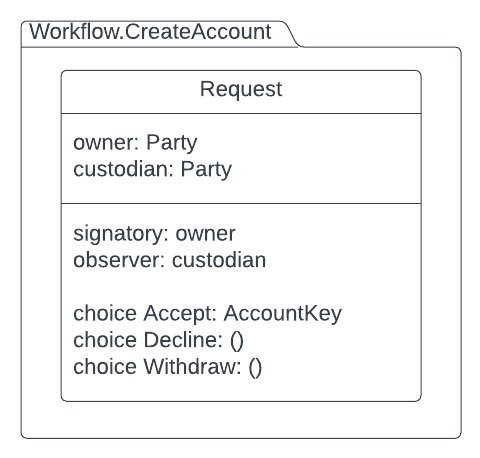 Workflow.CreateAccount
Request
owner: Party
custodian: Party
signatory: owner
observer: custodian
choice Accept: AccountKey
choice Decline: ()
choice Withdraw: ()